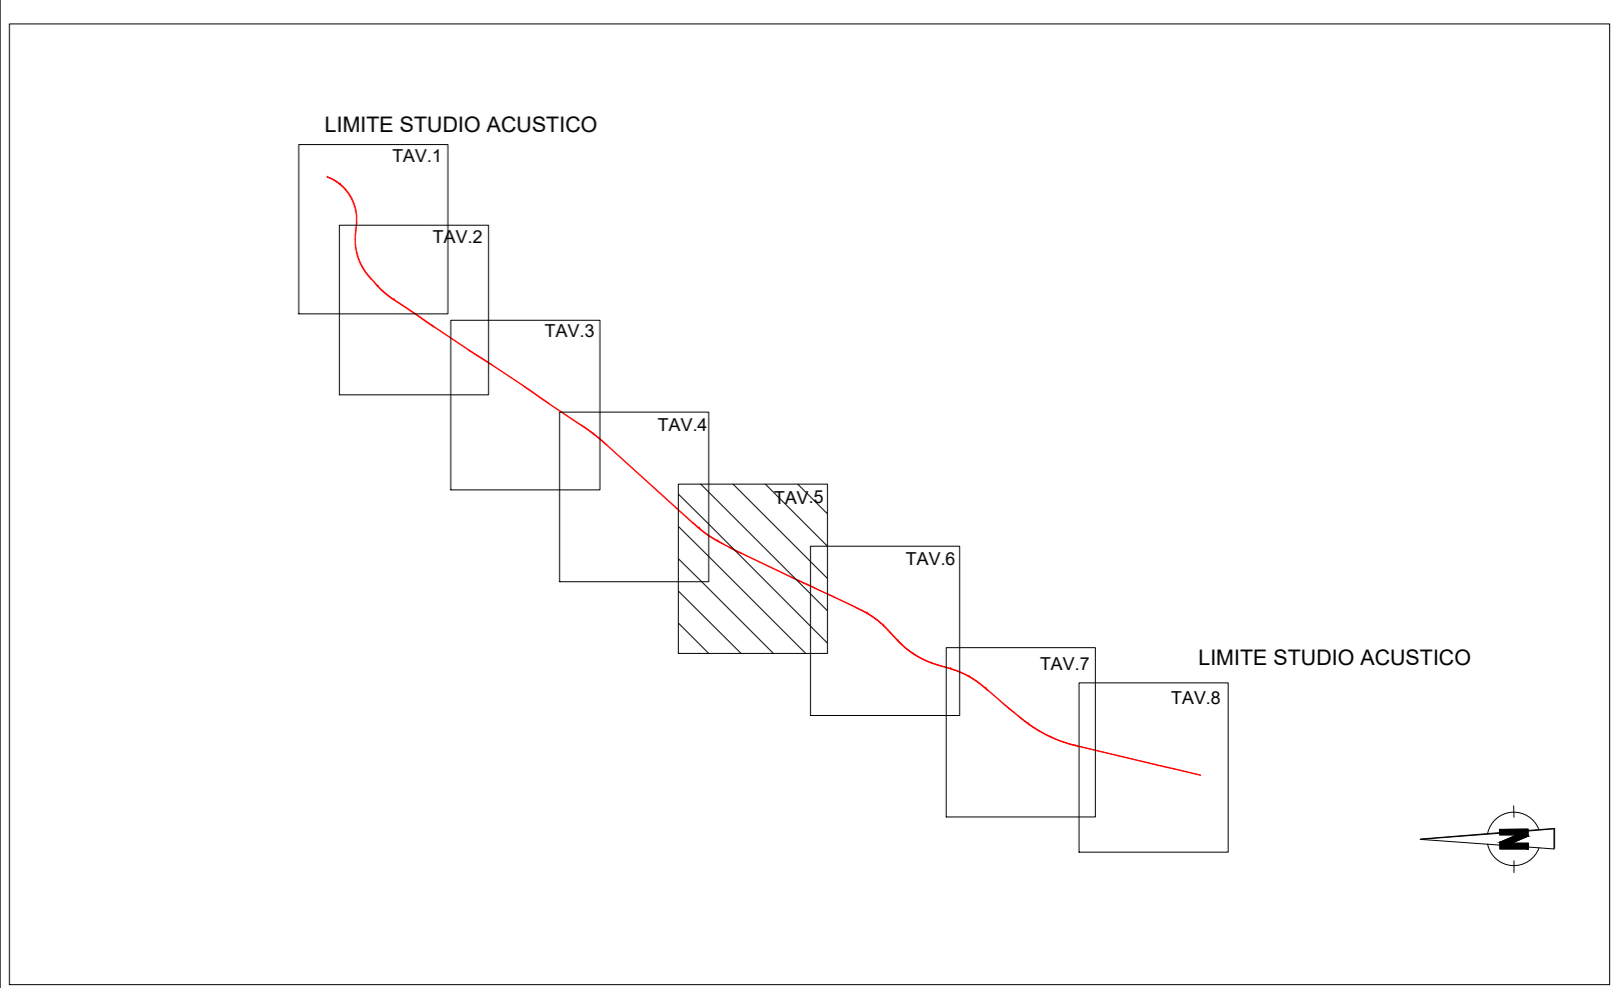 LIMITE STUDIO ACUSTICO
TAV.1
TAV.2
TAV.3
TAV.4
TAV.5
TAV.6
LIMITE STUDIO ACUSTICO
TAV.7
TAV.8
N